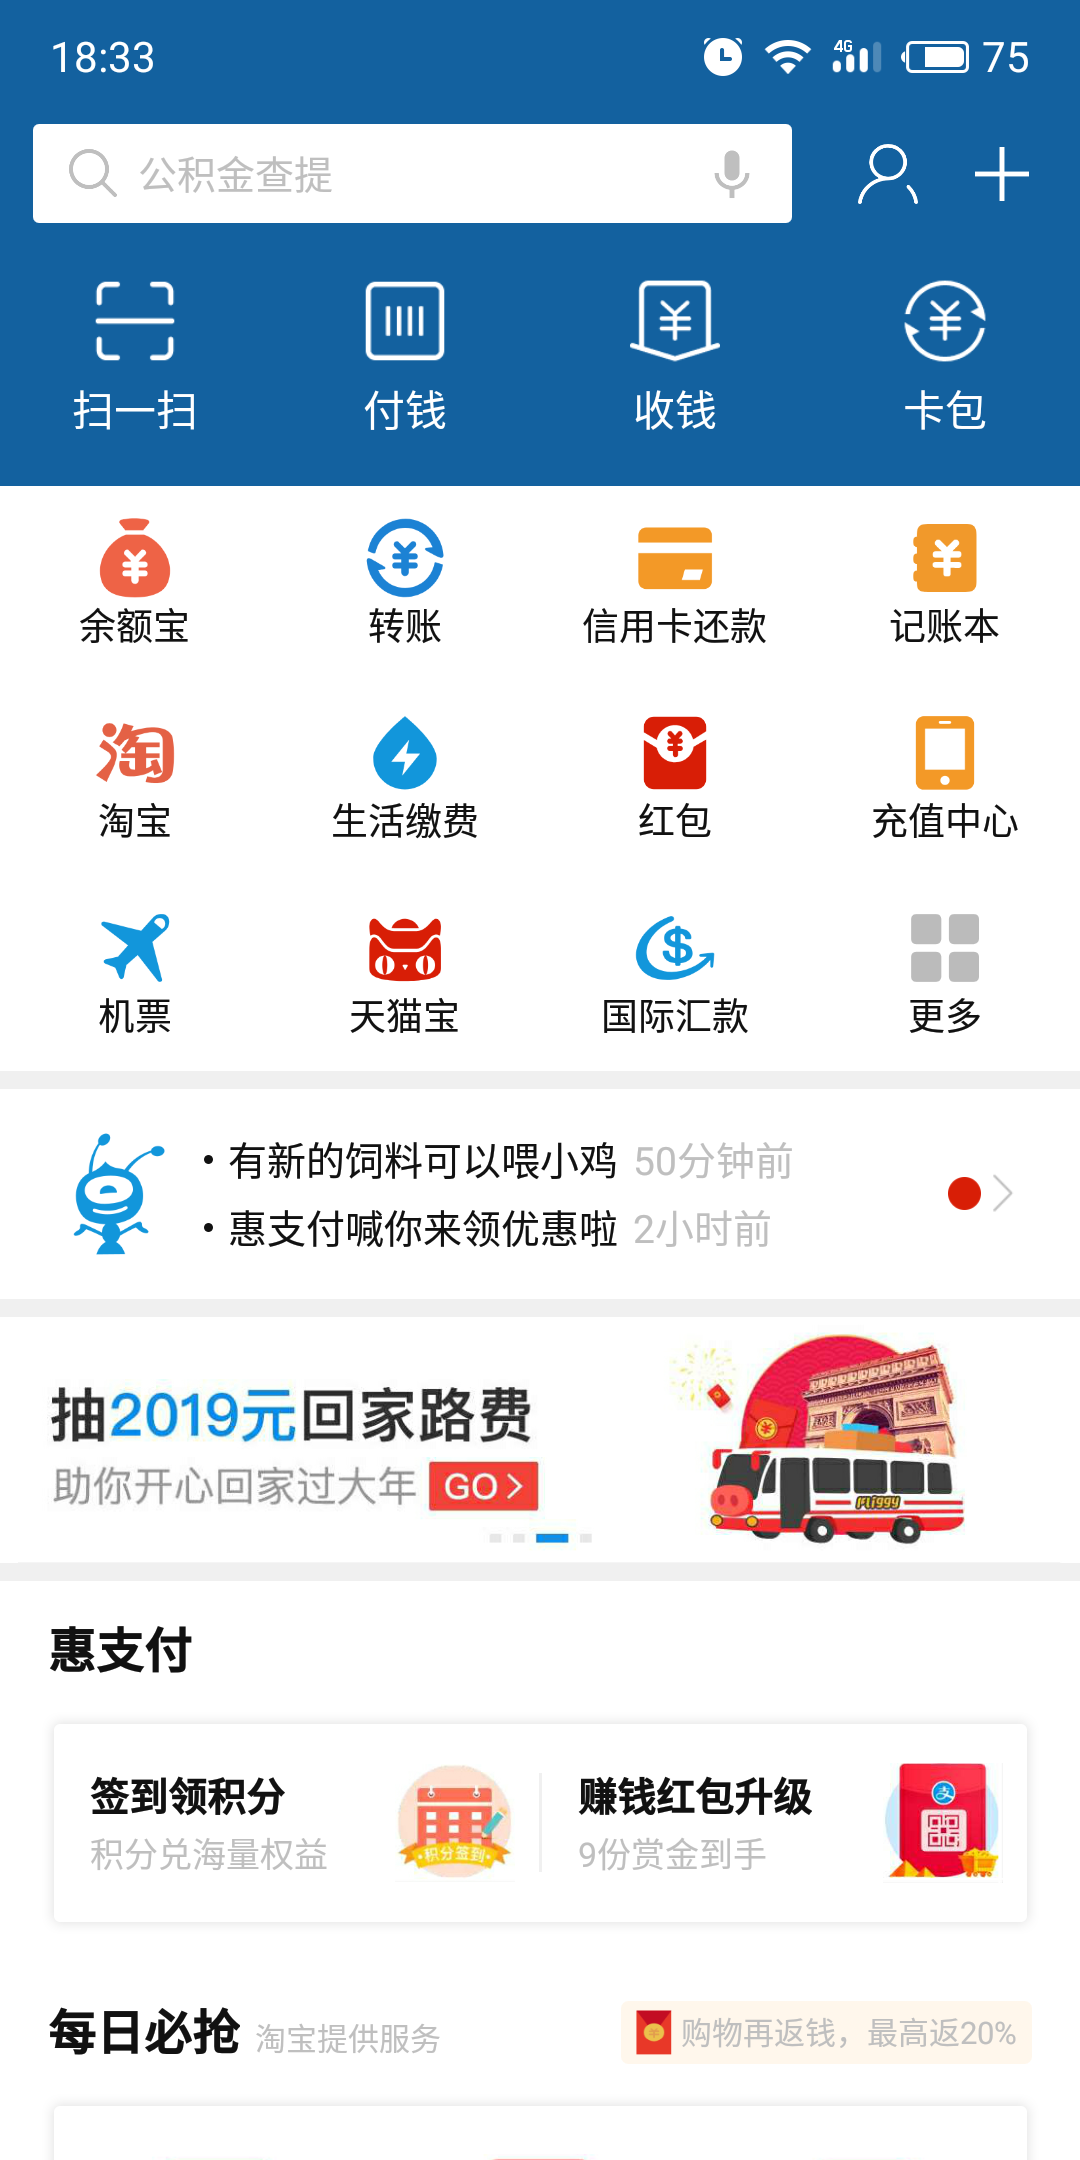 18:33
4G
75
公积金查提
扫一扫
付钱
收钱
卡包
余额宝
转账
信用卡还款
记账本
淘
淘宝
生活缴费
红包
充值中心
机票
天猫宝
国际汇款
更多
·有新的饲料可以喂小鸡 50分钟前
·惠支付喊你来领优惠啦 2小时前
抽2019元回家路费
助你开心回家过大年 GO >
Fliggy
惠支付
签到领积分
积分兑海量权益
积分签到
赚钱红包升级
9份赏金到手
支
每日必抢 淘宝提供服务
购物再返钱，最高返20%